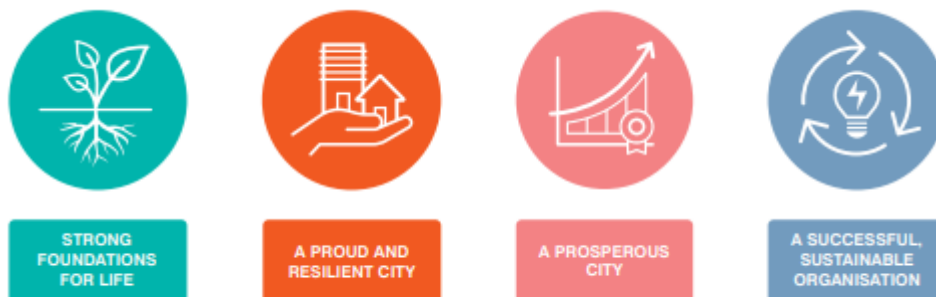 STRONG
FOUNDATIONS
FOR LIFE
A PROUD AND
RESILIENT CITY
A PROSPEROUS
CITY
A SUCCESSFUL,
SUSTAINABLE
ORGANISATION